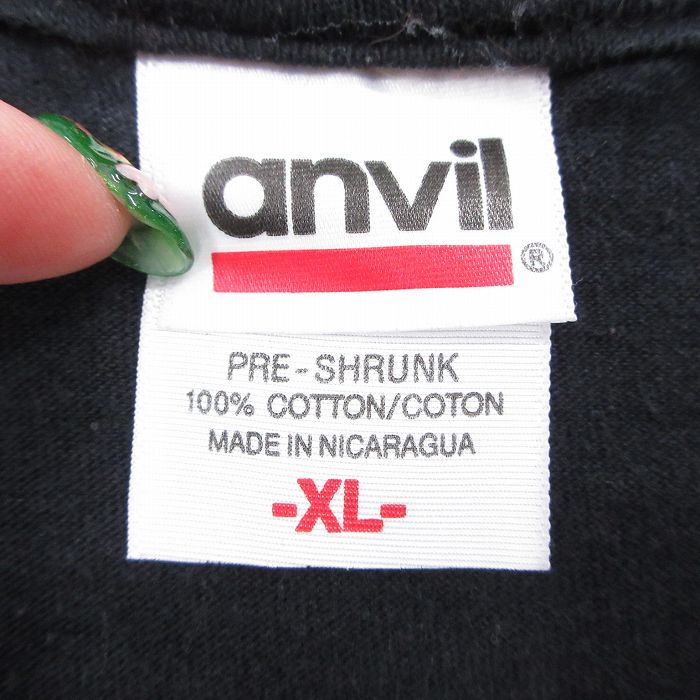 anvil®
PRE-SHRUNK
100% COTTON/COTON
MADE IN NICARAGUA
-XL-